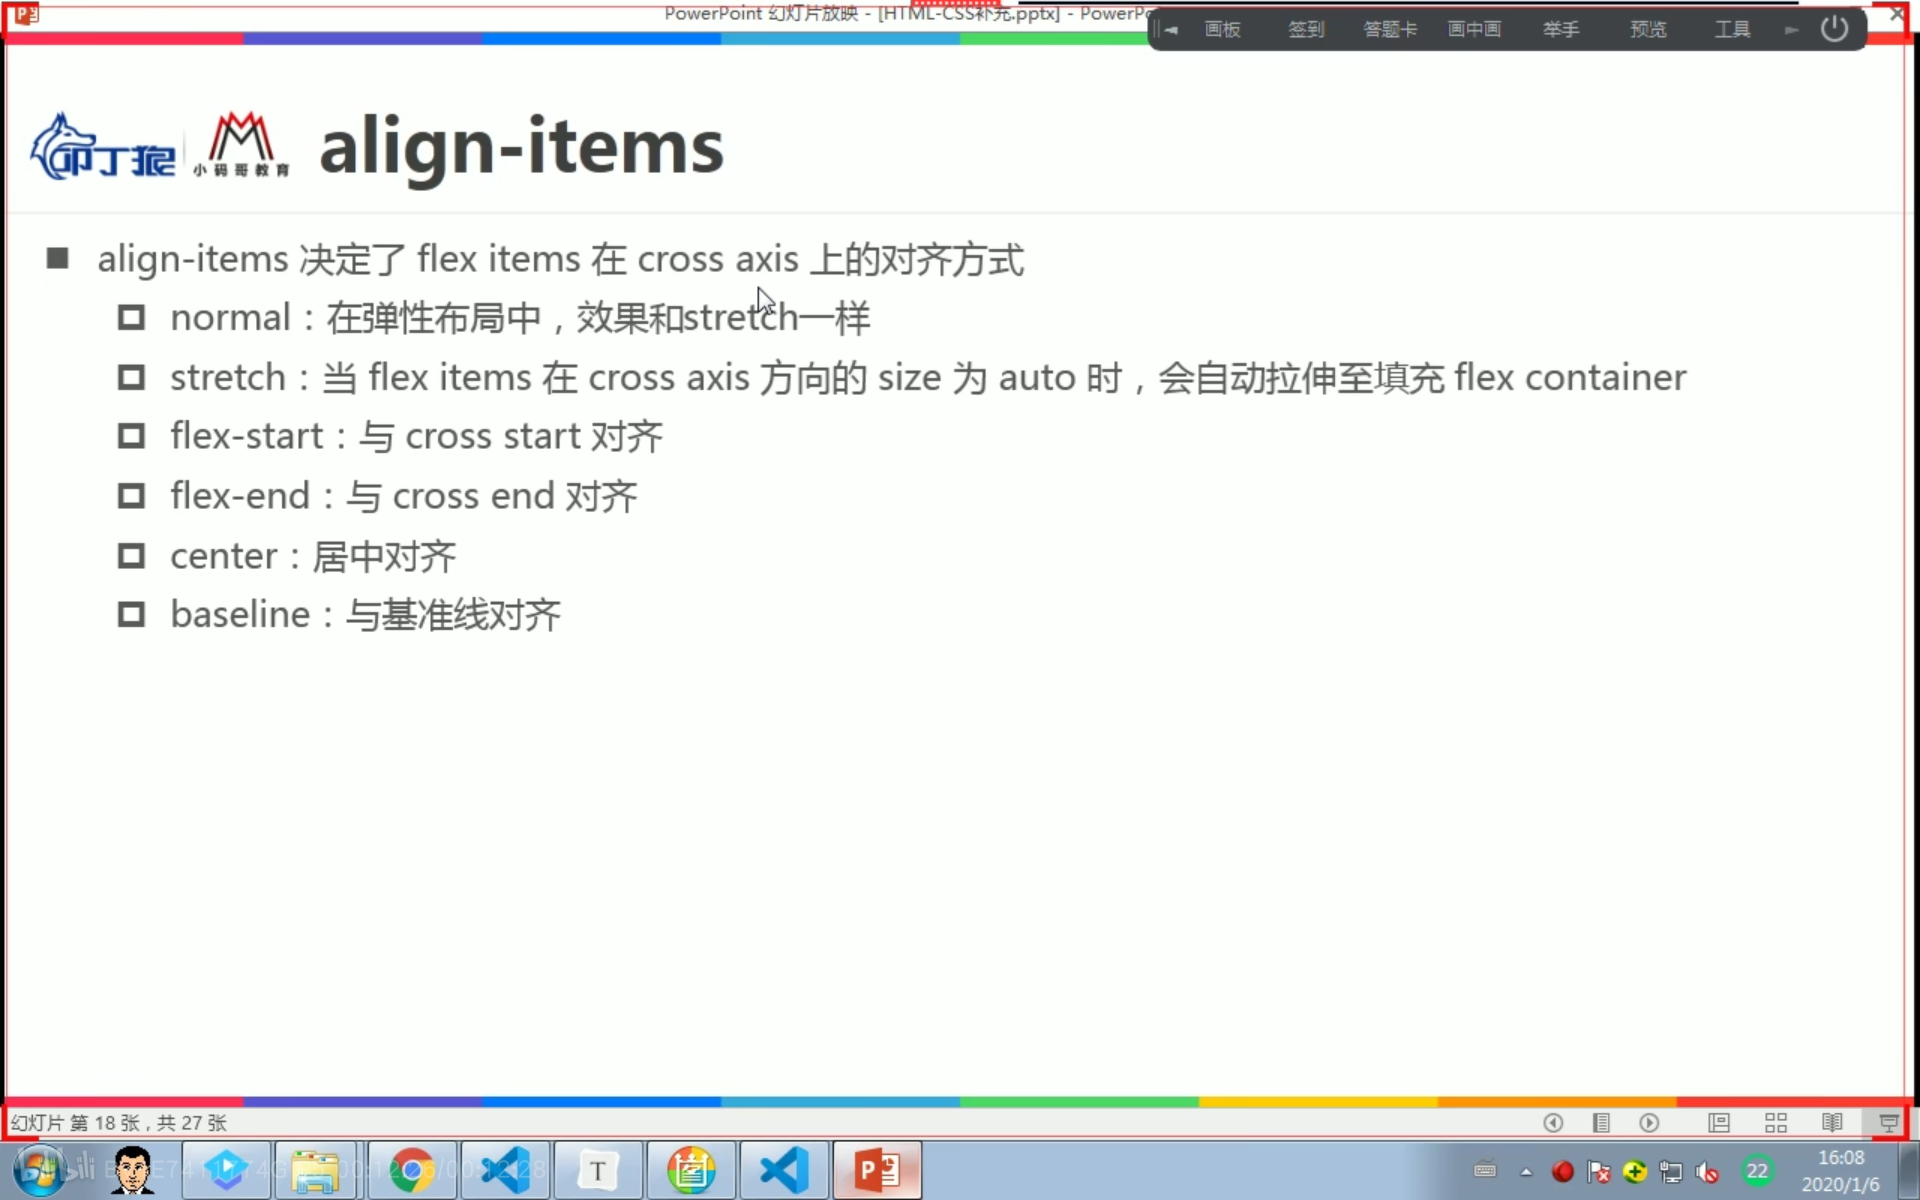 PowerPoint 幻灯片放映 - [HTML-CSS补充.pptx] - PowerPo
画板 签到 答题卡 画中画 举手 预览 工具
叩丁狼 小码哥教育 align-items
align-items 决定了 flex items 在 cross axis 上的对齐方式
normal：在弹性布局中，效果和stretch一样
stretch：当 flex items 在 cross axis 方向的 size 为 auto 时，会自动拉伸至填充 flex container
flex-start：与 cross start 对齐
flex-end：与 cross end 对齐
center：居中对齐
baseline：与基准线对齐
幻灯片 第 18 张，共 27 张
22
16:08
2020/1/6